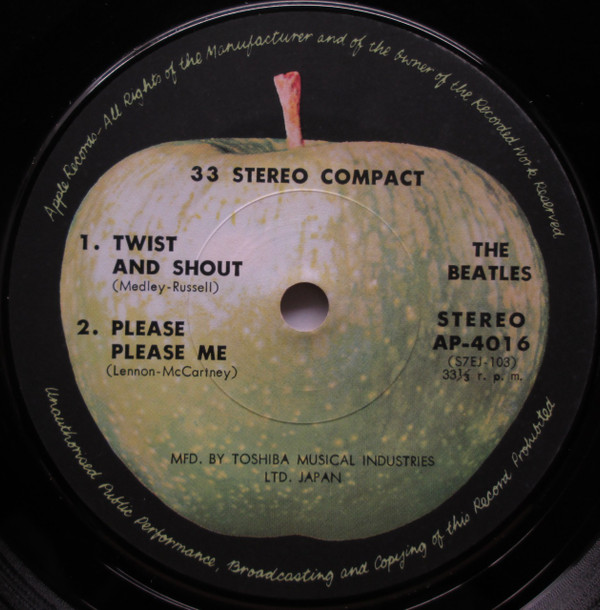 Apple Records-All Rights of the Manufacturer and of the Owner of the Recorded Work Reserved
33 STEREO COMPACT
1. TWIST
AND SHOUT
(Medley-Russell)
2. PLEASE
PLEASE ME
(Lennon-McCartney)
THE
BEATLES
STEREO
AP-4016
(S7EJ-103)
33⅓ r. p. m.
MFD. BY TOSHIBA MUSICAL INDUSTRIES
LTD. JAPAN
Unauthorised Public Performance, Broadcasting and Copying of this Record Prohibited